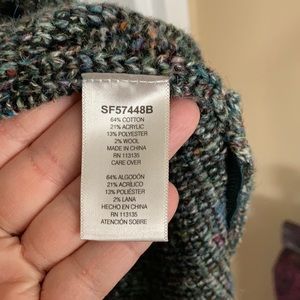 SF57448B
64% COTTON
21% ACRYLIC
13% POLYESTER
2% WOOL
MADE IN CHINA
RN 113135
CARE OVER
64% ALGODÓN
21% ACRILICO
13% POLIÉSTER
2% LANA
HECHO EN CHINA
RN 113135
ATENCIÓN SOBRE